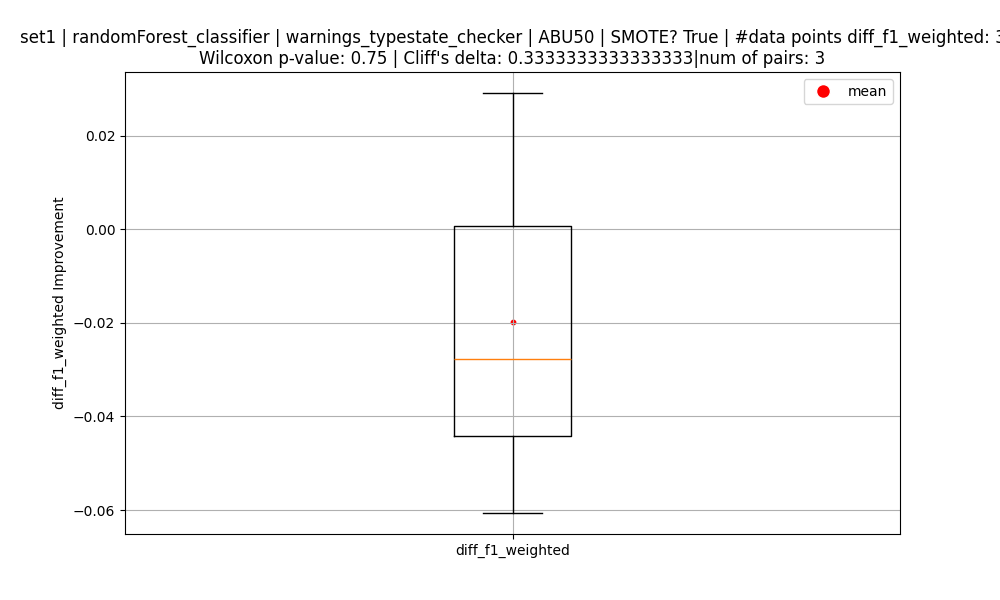 set1 | randomForest_classifier | warnings_typestate_checker | ABU50 | SMOTE? True | #data points diff_f1_weighted: 3
Wilcoxon p-value: 0.75 | Cliff's delta: 0.3333333333333333|num of pairs: 3
mean
0.02
0.00
−0.02
−0.04
−0.06
diff_f1_weighted Improvement
diff_f1_weighted